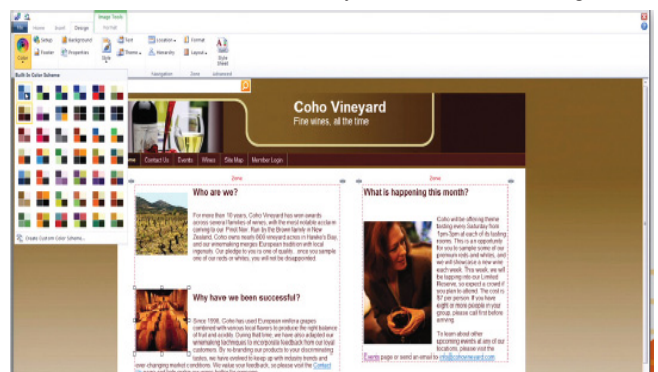 Image Tools
File Home Insert Design Format
Color
Setup
Footer
Background
Properties
Style
Text
Theme
Location
Hierarchy
Format
Layout
Style
Sheet
Navigation Zone Advanced
Built-In Color Scheme
Create Custom Color Scheme...
Coho Vineyard
Fine wines, all the time
Contact Us Events Wines Site Map Member Login
Zone
Who are we?
For more than 10 years, Coho Vineyard has won awards
across several families of wines, with the most notable acclaim
coming to our Pinot Noir. Run by the Brown family in New
Zealand, Coho owns nearly 600 vineyard acres in Hawke's Bay,
and our winemaking merges European tradition with local
ingenuity. Our pledge to you is one of quality: once you sample
one of our reds or whites, you will not be disappointed.
Why have we been successful?
Since 1996, Coho has used European vinifera grapes
combined with various local flavors to produce the right balance
of fruit and acidity. During that time, we have also adapted our
winemaking techniques to incorporate feedback from our loyal
customers. By re-branding our products to your discriminating
tastes, we have evolved to keep up with industry trends and
ever-changing market conditions. We value your feedback, so please visit the Contact
Zone
What is happening this month?
Coho will be offering theme
tasting every Saturday from
1pm-3pm at each of its tasting
rooms. This is an opportunity
for you to sample some of our
premium reds and whites, and
we will showcase a new wine
each week. This week, we will
be tapping into our Limited
Reserve, so expect a crowd if
you plan to attend. The cost is
$7 per person. If you have
eight or more people in your
group, please call first before
arriving.
To learn about other
upcoming events at any of our
locations, please visit the
Events page or send an email to info@cohovineyard.com